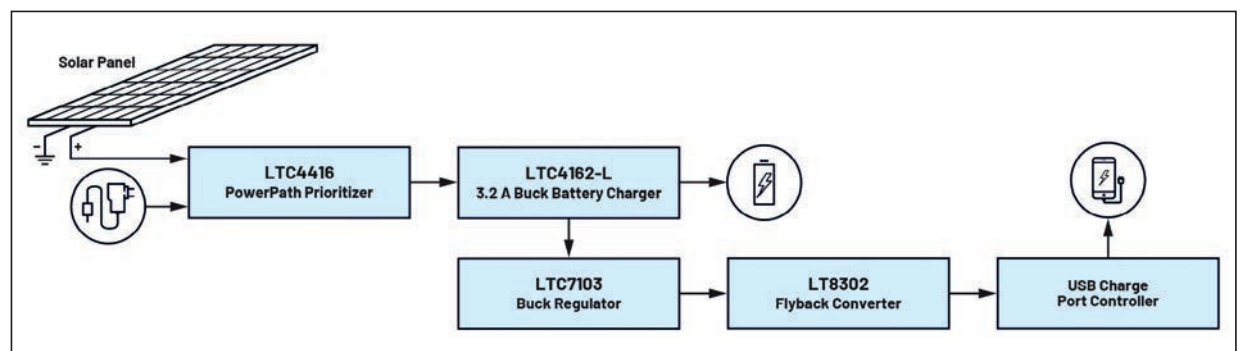 Solar Panel
-
+
LTC4416
PowerPath Prioritizer
LTC4162-L
3.2 A Buck Battery Charger
LTC7103
Buck Regulator
LT8302
Flyback Converter
USB Charge
Port Controller